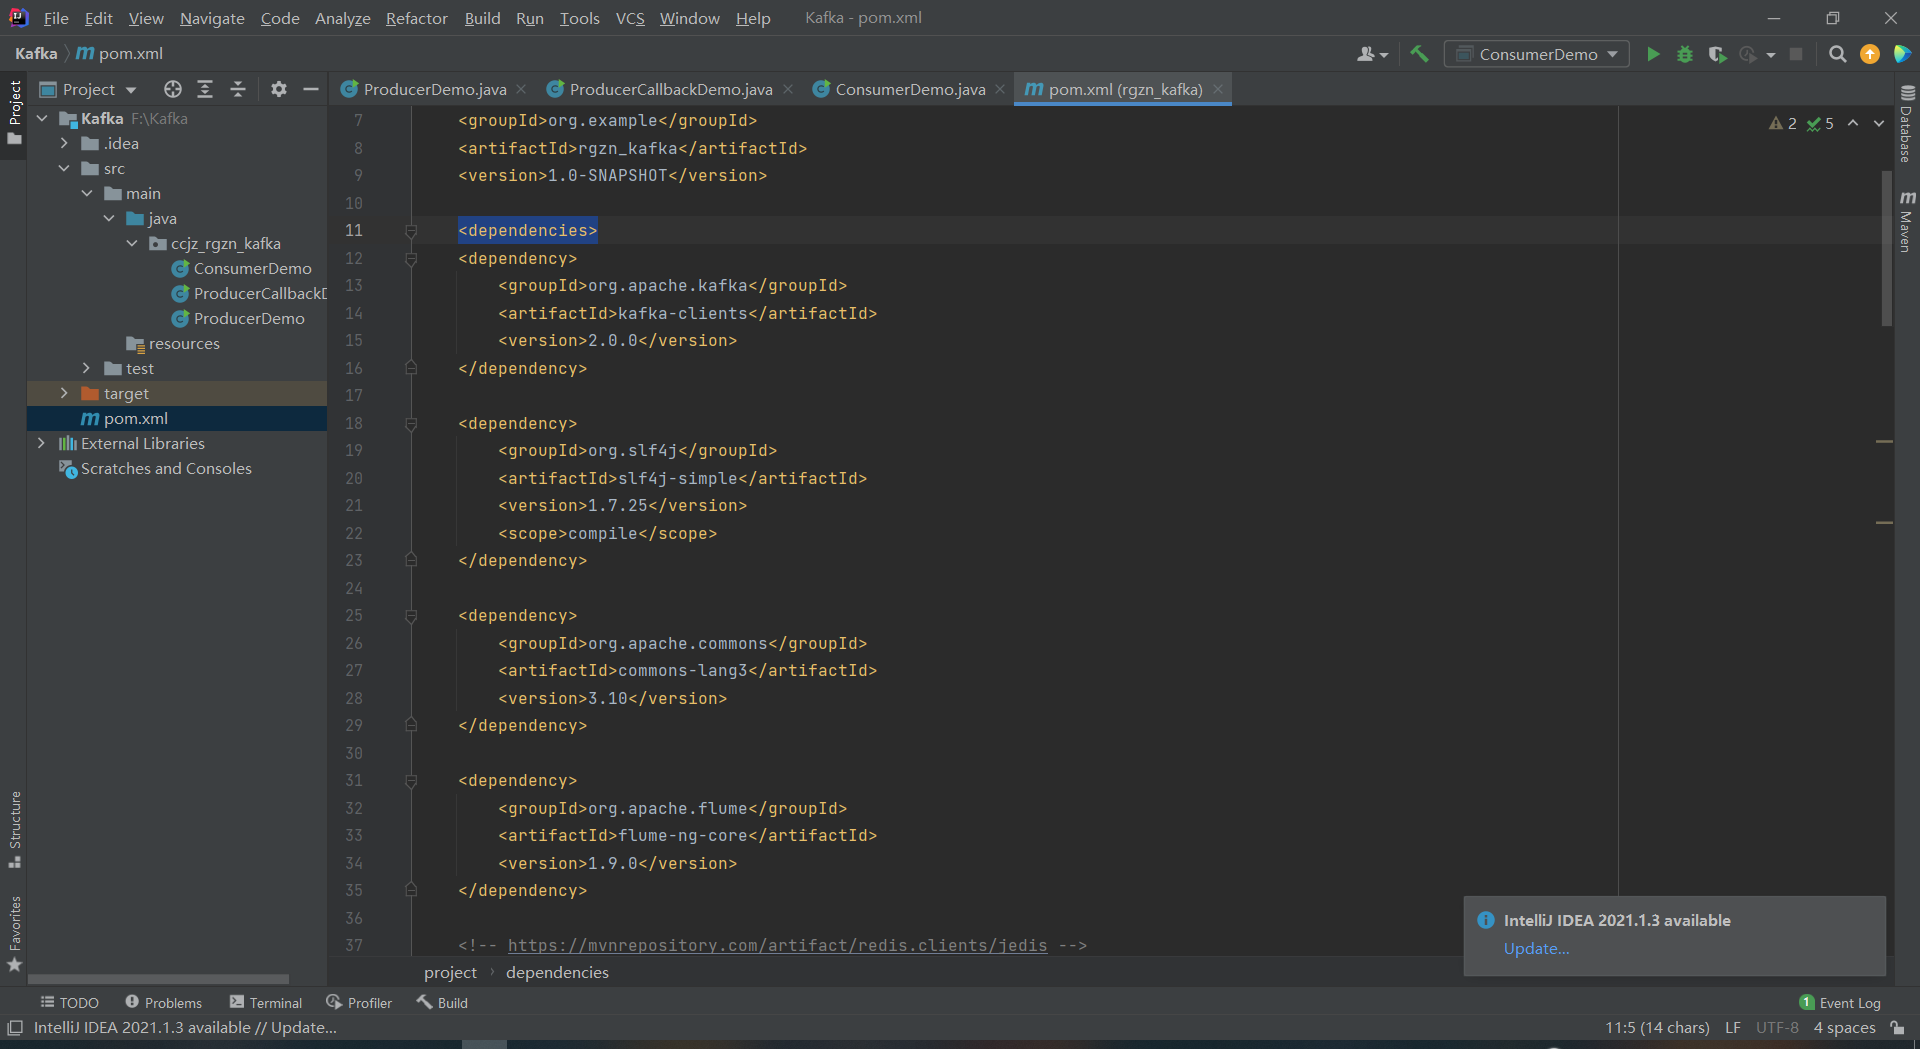 File Edit View Navigate Code Analyze Refactor Build Run Tools VCS Window Help Kafka - pom.xml
Kafka pom.xml
ConsumerDemo
Project
ProducerDemo.java ProducerCallbackDemo.java ConsumerDemo.java pom.xml (rgzn_kafka)
Project
Kafka F:\Kafka
.idea
src
main
java
ccjz_rgzn_kafka
ConsumerDemo
ProducerCallbackD
ProducerDemo
resources
test
target
pom.xml
External Libraries
Scratches and Consoles
Structure
Favorites
7 <groupId>org.example</groupId>
8 <artifactId>rgzn_kafka</artifactId>
9 <version>1.0-SNAPSHOT</version>
10
11 <dependencies>
12 <dependency>
13 <groupId>org.apache.kafka</groupId>
14 <artifactId>kafka-clients</artifactId>
15 <version>2.0.0</version>
16 </dependency>
17
18 <dependency>
19 <groupId>org.slf4j</groupId>
20 <artifactId>slf4j-simple</artifactId>
21 <version>1.7.25</version>
22 <scope>compile</scope>
23 </dependency>
24
25 <dependency>
26 <groupId>org.apache.commons</groupId>
27 <artifactId>commons-lang3</artifactId>
28 <version>3.10</version>
29 </dependency>
30
31 <dependency>
32 <groupId>org.apache.flume</groupId>
33 <artifactId>flume-ng-core</artifactId>
34 <version>1.9.0</version>
35 </dependency>
36
37 <!-- https://mvnrepository.com/artifact/redis.clients/jedis -->
2 5
Database
Maven
IntelliJ IDEA 2021.1.3 available
Update...
project › dependencies
TODO Problems Terminal Profiler Build
1 Event Log
IntelliJ IDEA 2021.1.3 available // Update...
11:5 (14 chars) LF UTF-8 4 spaces